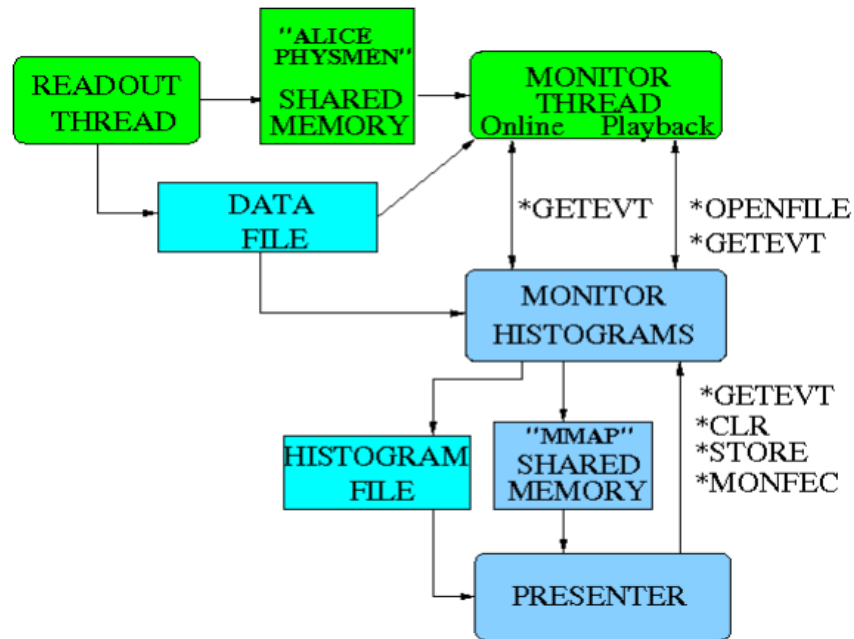 "ALICE
PHYSMEN"
SHARED
MEMORY
READOUT
THREAD
MONITOR
THREAD
Online Playback
DATA
FILE
*GETEVT
*OPENFILE
*GETEVT
MONITOR
HISTOGRAMS
*GETEVT
*CLR
*STORE
*MONFEC
HISTOGRAM
FILE
"MMAP"
SHARED
MEMORY
PRESENTER